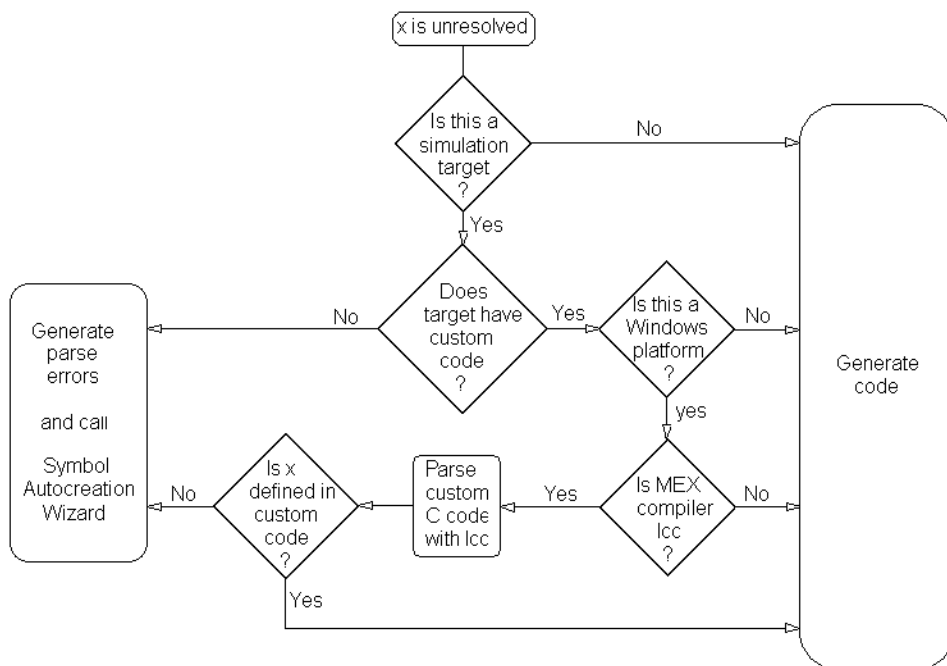 x is unresolved
Is this a
simulation
target
?
No
Yes
Does
target have
custom
code
?
No
Yes
Is this a
Windows
platform
?
No
yes
Generate
parse
errors
and call
Symbol
Autocreation
Wizard
Generate
code
Is MEX
compiler
lcc
?
No
Yes
Parse
custom
C code
with lcc
Is x
defined in
custom
code
?
No
Yes